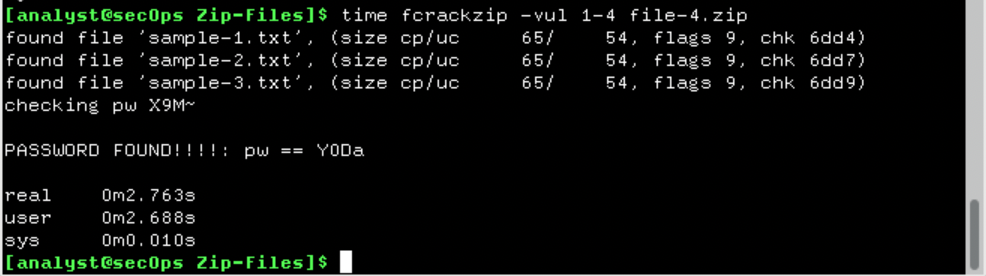 [analyst@secOps Zip-Files]$ time fcrackzip -vul 1-4 file-4.zip
found file 'sample-1.txt', (size cp/uc     65/    54, flags 9, chk 6dd4)
found file 'sample-2.txt', (size cp/uc     65/    54, flags 9, chk 6dd7)
found file 'sample-3.txt', (size cp/uc     65/    54, flags 9, chk 6dd9)
checking pw X9M~
PASSWORD FOUND!!!!: pw == Y0Da
real    0m2.763s
user    0m2.688s
sys     0m0.010s
[analyst@secOps Zip-Files]$